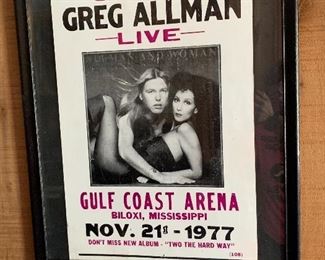 GREG ALLMAN
LIVE
ALLMAN AND WOMAN
GULF COAST ARENA
BILOXI, MISSISSIPPI
NOV. 21st - 1977
DON'T MISS NEW ALBUM - "TWO THE HARD WAY"
(108)